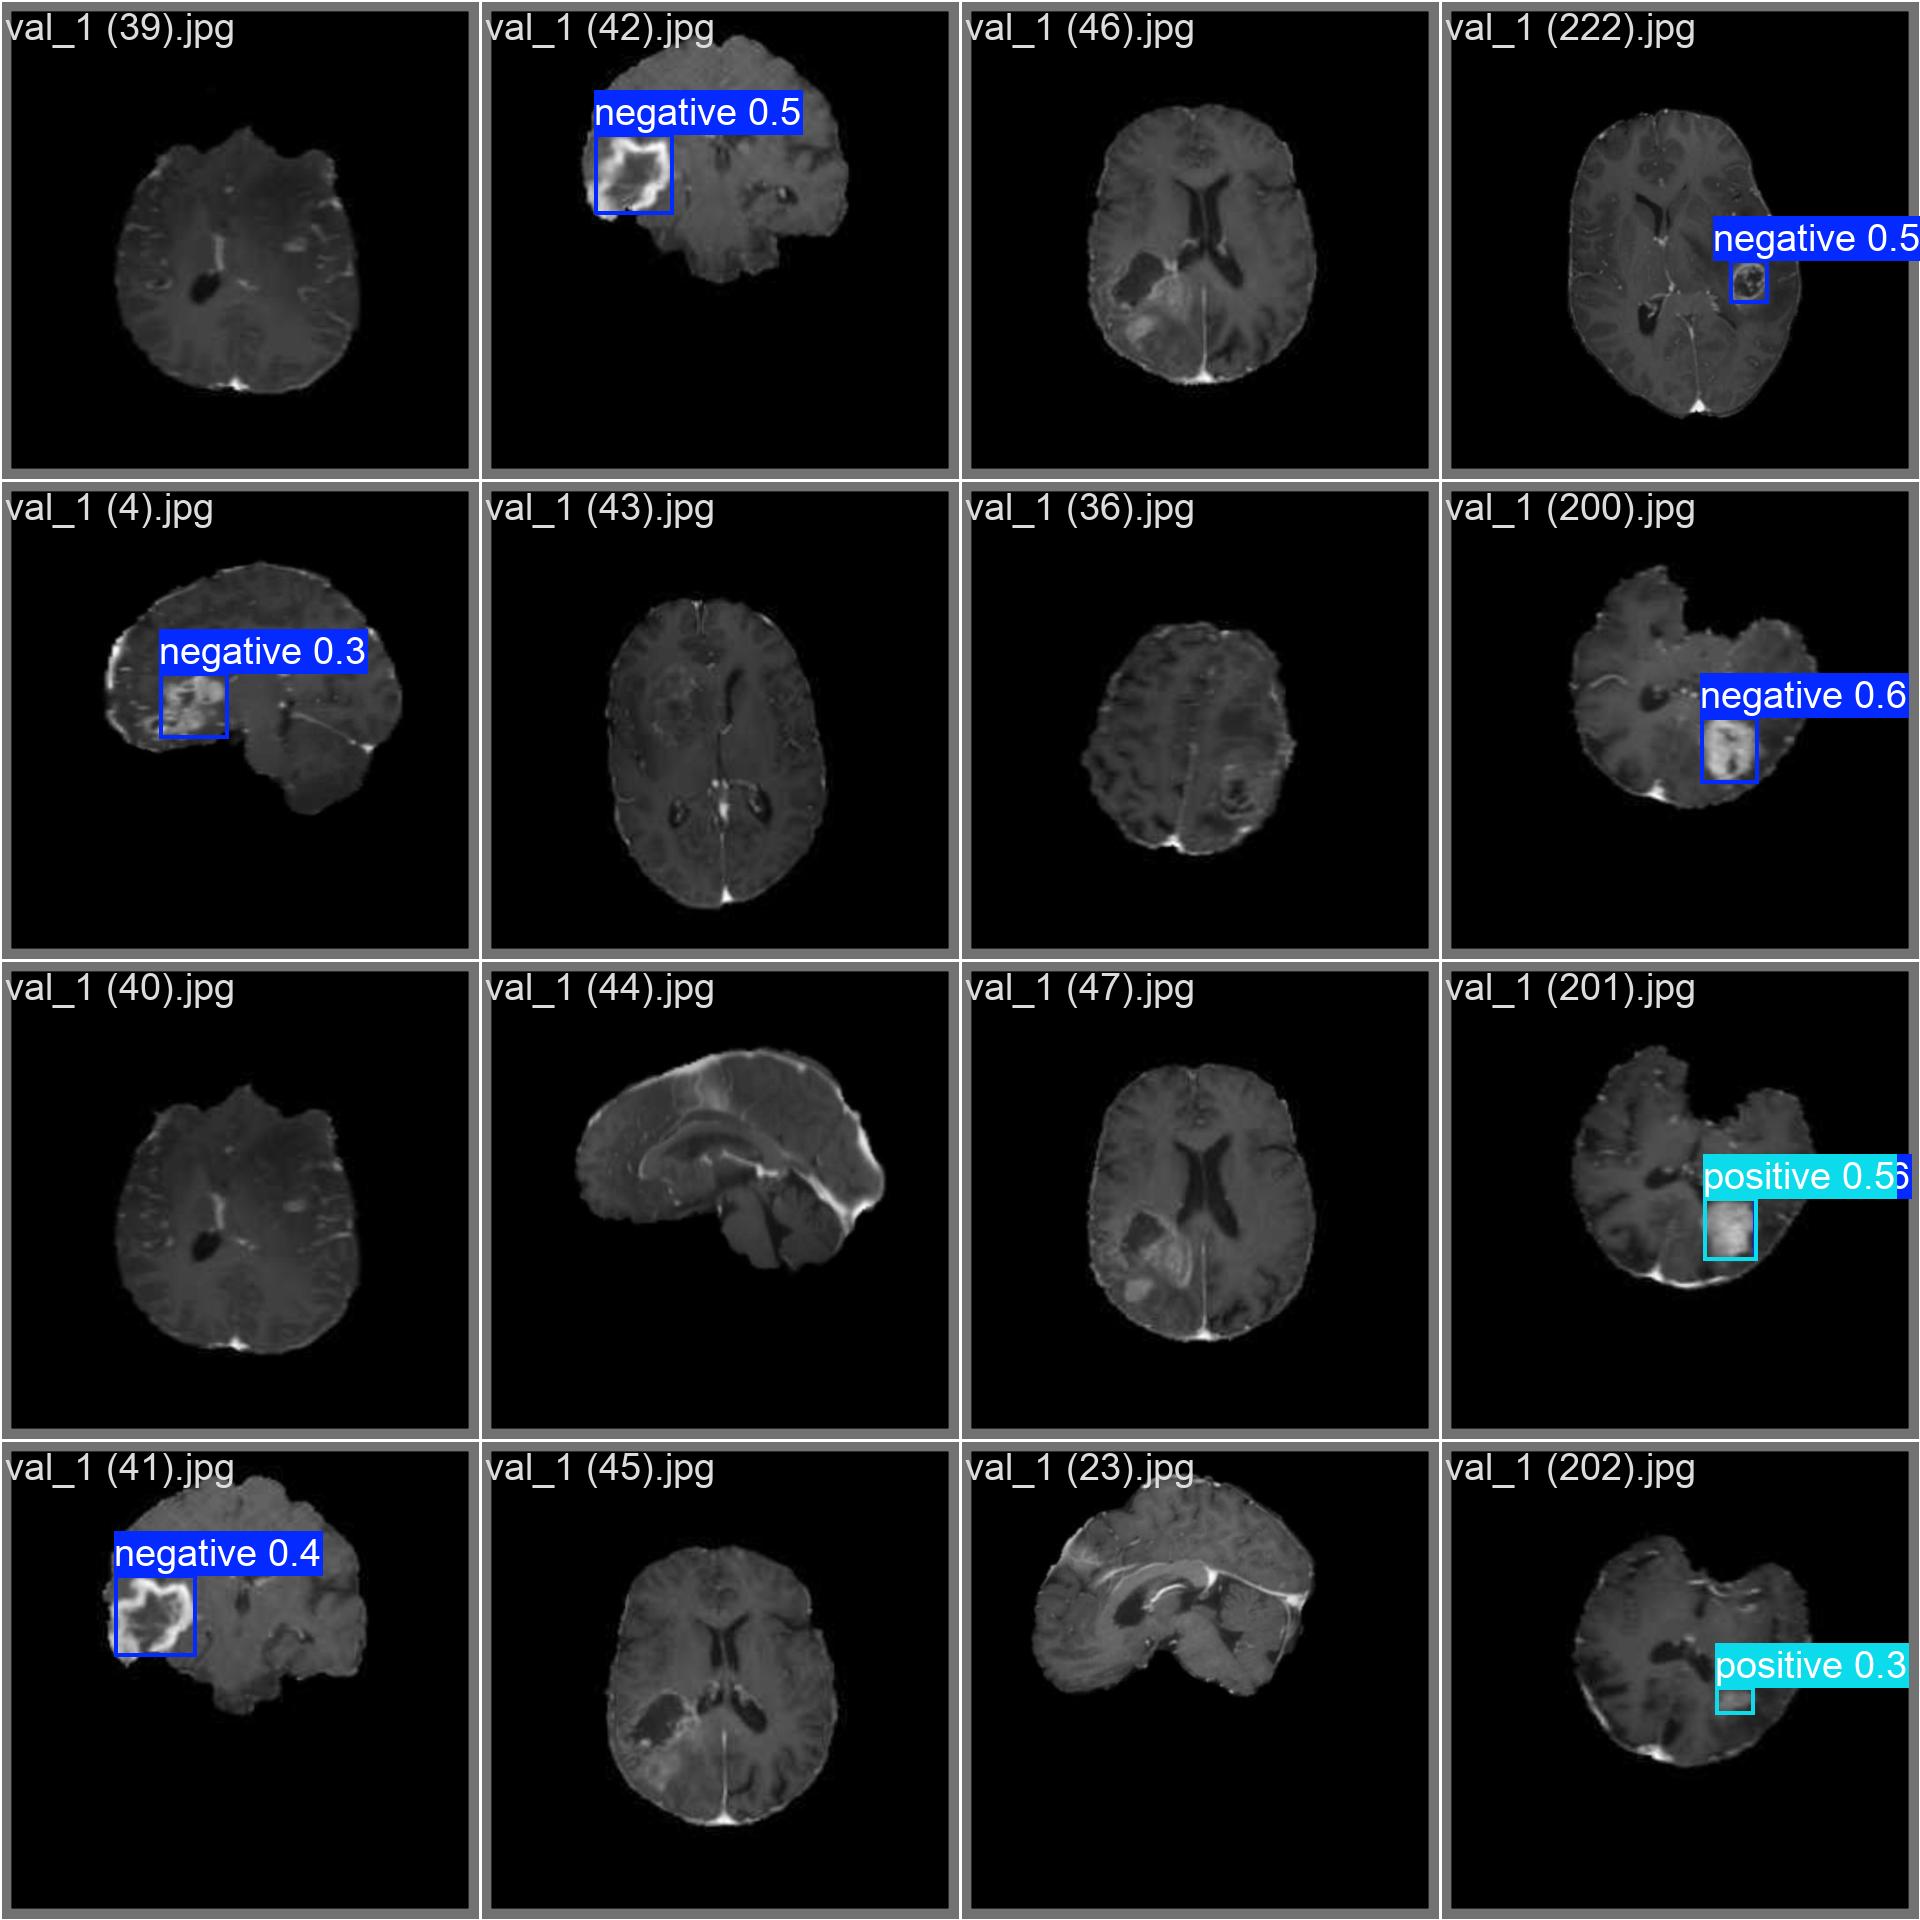 val_1 (39).jpg
val_1 (42).jpg
negative 0.5
val_1 (46).jpg
val_1 (222).jpg
negative 0.5
val_1 (4).jpg
negative 0.3
val_1 (43).jpg
val_1 (36).jpg
val_1 (200).jpg
negative 0.6
val_1 (40).jpg
val_1 (44).jpg
val_1 (47).jpg
val_1 (201).jpg
positive 0.5
val_1 (41).jpg
negative 0.4
val_1 (45).jpg
val_1 (23).jpg
val_1 (202).jpg
positive 0.3